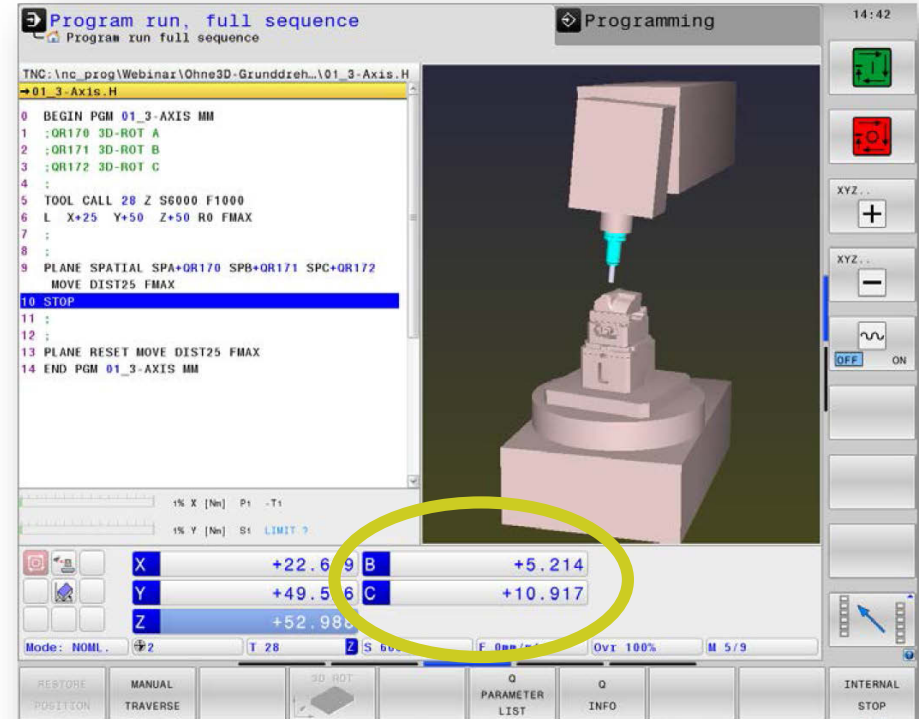 Program run, full sequence
Program run full sequence
Programming
14:42
TNC:\nc_prog\Webinar\Ohne3D-Grunddreh…\01_3-Axis.H
→01_3-Axis.H
0 BEGIN PGM 01_3-AXIS MM
1 ;QR170 3D-ROT A
2 ;QR171 3D-ROT B
3 ;QR172 3D-ROT C
4 ;
5 TOOL CALL 28 Z S6000 F1000
6 L X+25 Y+50 Z+50 R0 FMAX
7 ;
8 ;
9 PLANE SPATIAL SPA+QR170 SPB+QR171 SPC+QR172
MOVE DIST25 FMAX
10 STOP
11 ;
12 ;
13 PLANE RESET MOVE DIST25 FMAX
14 END PGM 01_3-AXIS MM
L
XYZ..
+
XYZ..
−
OFF ON
1% X [Nm] P1 -T1
1% Y [Nm] S1 LIMIT ?
X B +5.214
Y C +10.917
Z +52.988
Mode: NOML. 2 T 28 Z S F Ovr 100% M 5/9
RESTORE POSITION
MANUAL TRAVERSE
3D ROT
Q PARAMETER LIST
Q INFO
INTERNAL STOP